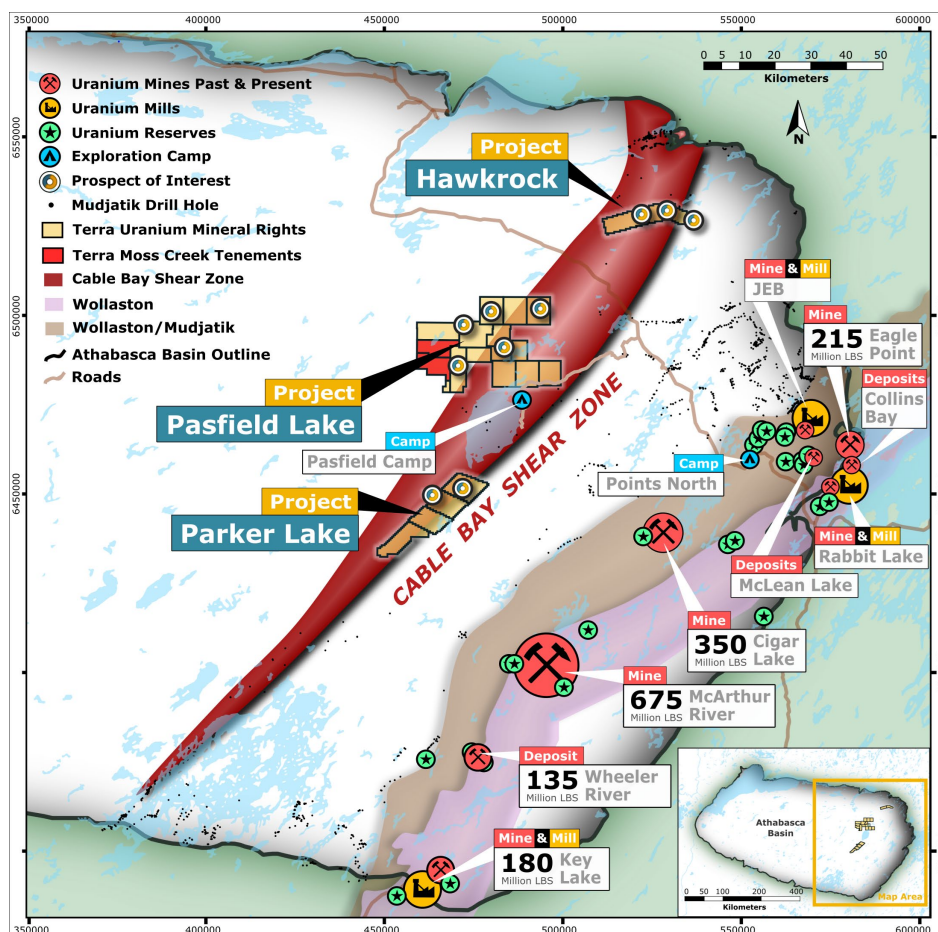 350000
400000
450000
500000
550000
600000
Uranium Mines Past & Present
Uranium Mills
Uranium Reserves
Exploration Camp
Prospect of Interest
Mudjatik Drill Hole
Terra Uranium Mineral Rights
Terra Moss Creek Tenements
Cable Bay Shear Zone
Wollaston
Wollaston/Mudjatik
Athabasca Basin Outline
Roads
0 5 10 20 30 40 50
Kilometers
N
6550000
6500000
6450000
Project
Hawkrock
Project
Pasfield Lake
Camp
Pasfield Camp
Project
Parker Lake
CABLE BAY SHEAR ZONE
Mine & Mill
JEB
Mine
215 Eagle
Million LBS Point
Deposits
Collins
Bay
Camp
Points North
Mine & Mill
Rabbit Lake
Deposits
McLean Lake
Mine
350 Cigar
Million LBS Lake
Mine
675 McArthur
Million LBS River
Deposit
135 Wheeler
Million LBS River
Mine & Mill
180 Key
Million LBS Lake
Athabasca
Basin
0 50 100 200 300 400
Kilometers
Map Area
350000
400000
450000
500000
550000
600000